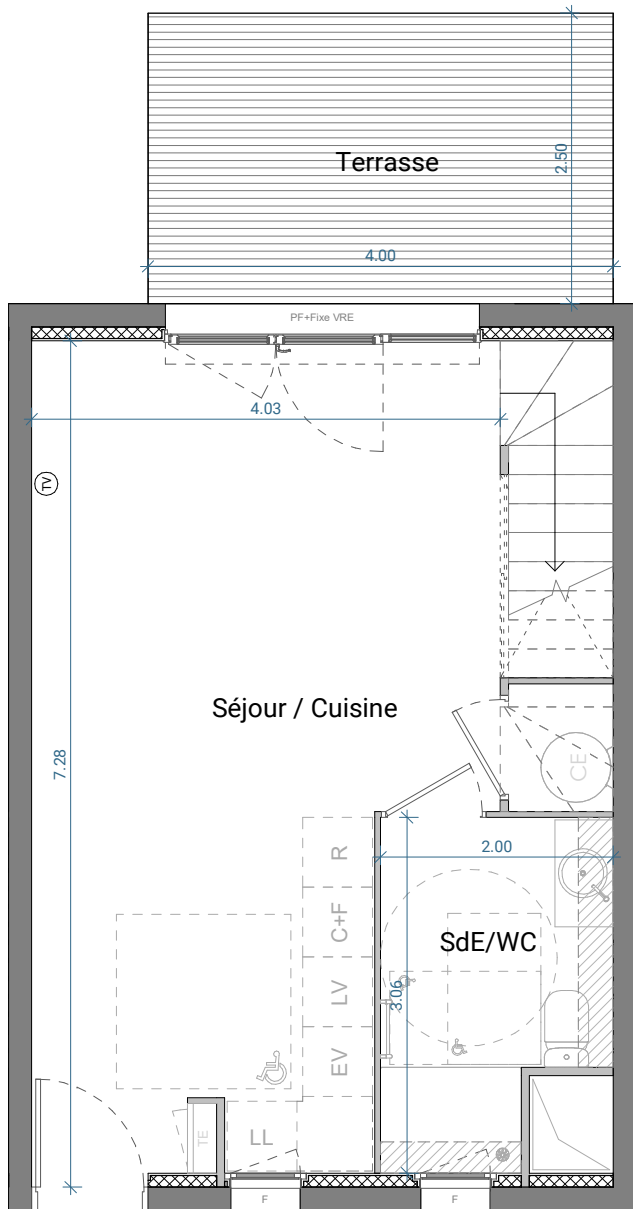 Terrasse
2.50
4.00
PF+Fixe VRE
4.03
TV
Séjour / Cuisine
7.28
CE
R
2.00
C+F
SdE/WC
LV
3.06
EV
TE
LL
F
F